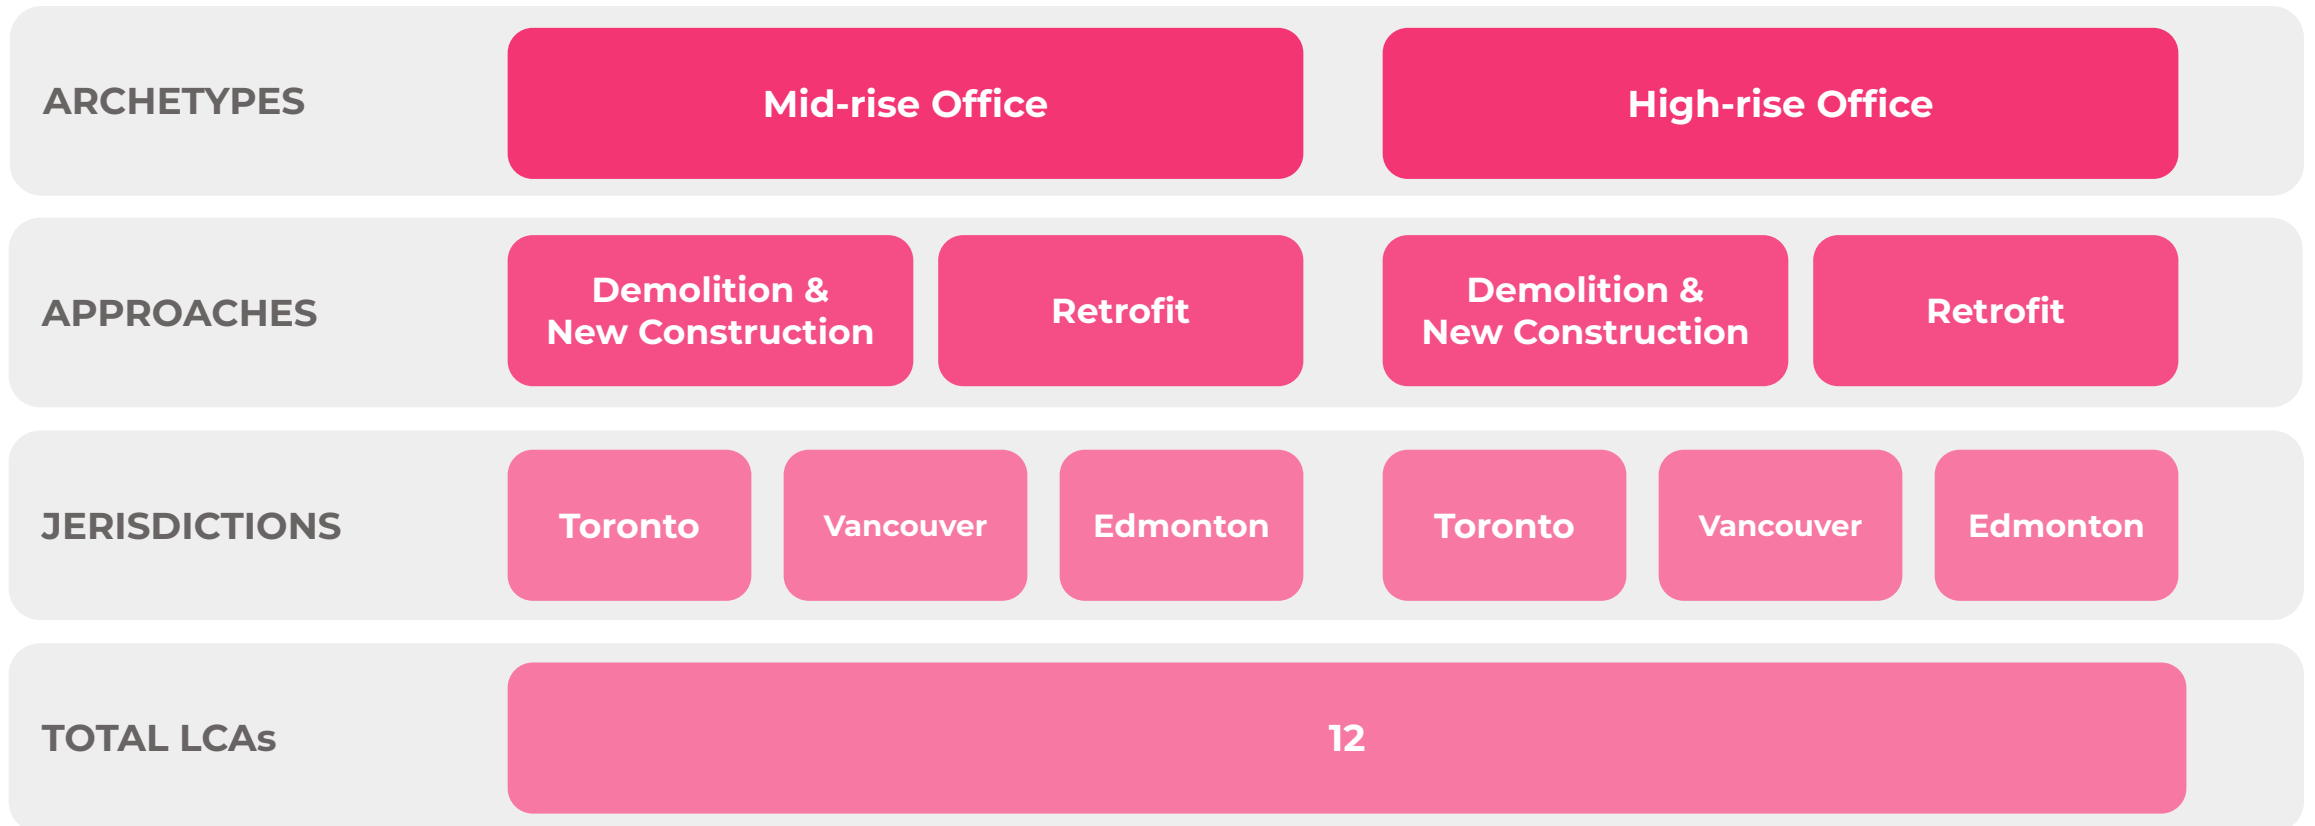 ARCHETYPES
Mid-rise Office
High-rise Office
APPROACHES
Demolition &
New Construction
Retrofit
Demolition &
New Construction
Retrofit
JERISDICTIONS
Toronto
Vancouver
Edmonton
Toronto
Vancouver
Edmonton
TOTAL LCAs
12